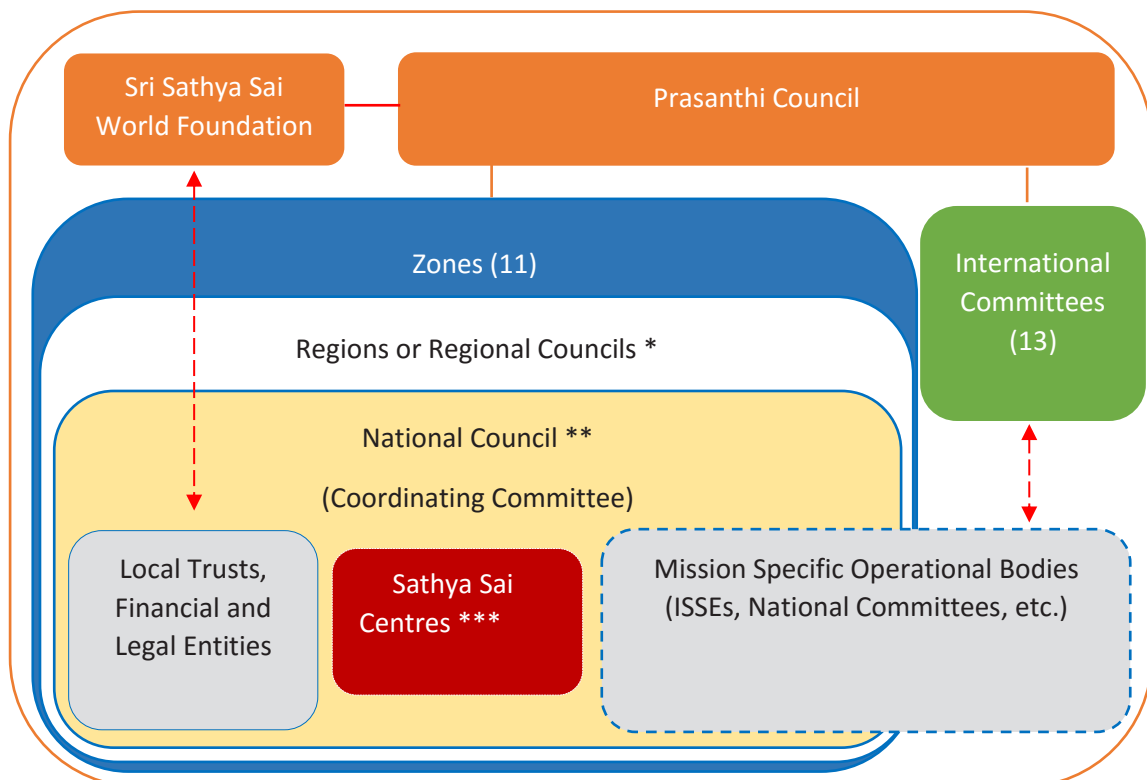 Sri Sathya Sai
World Foundation
Prasanthi Council
Zones (11)
International
Committees
(13)
Regions or Regional Councils *
National Council **
(Coordinating Committee)
Local Trusts,
Financial and
Legal Entities
Sathya Sai
Centres ***
Mission Specific Operational Bodies
(ISSEs, National Committees, etc.)